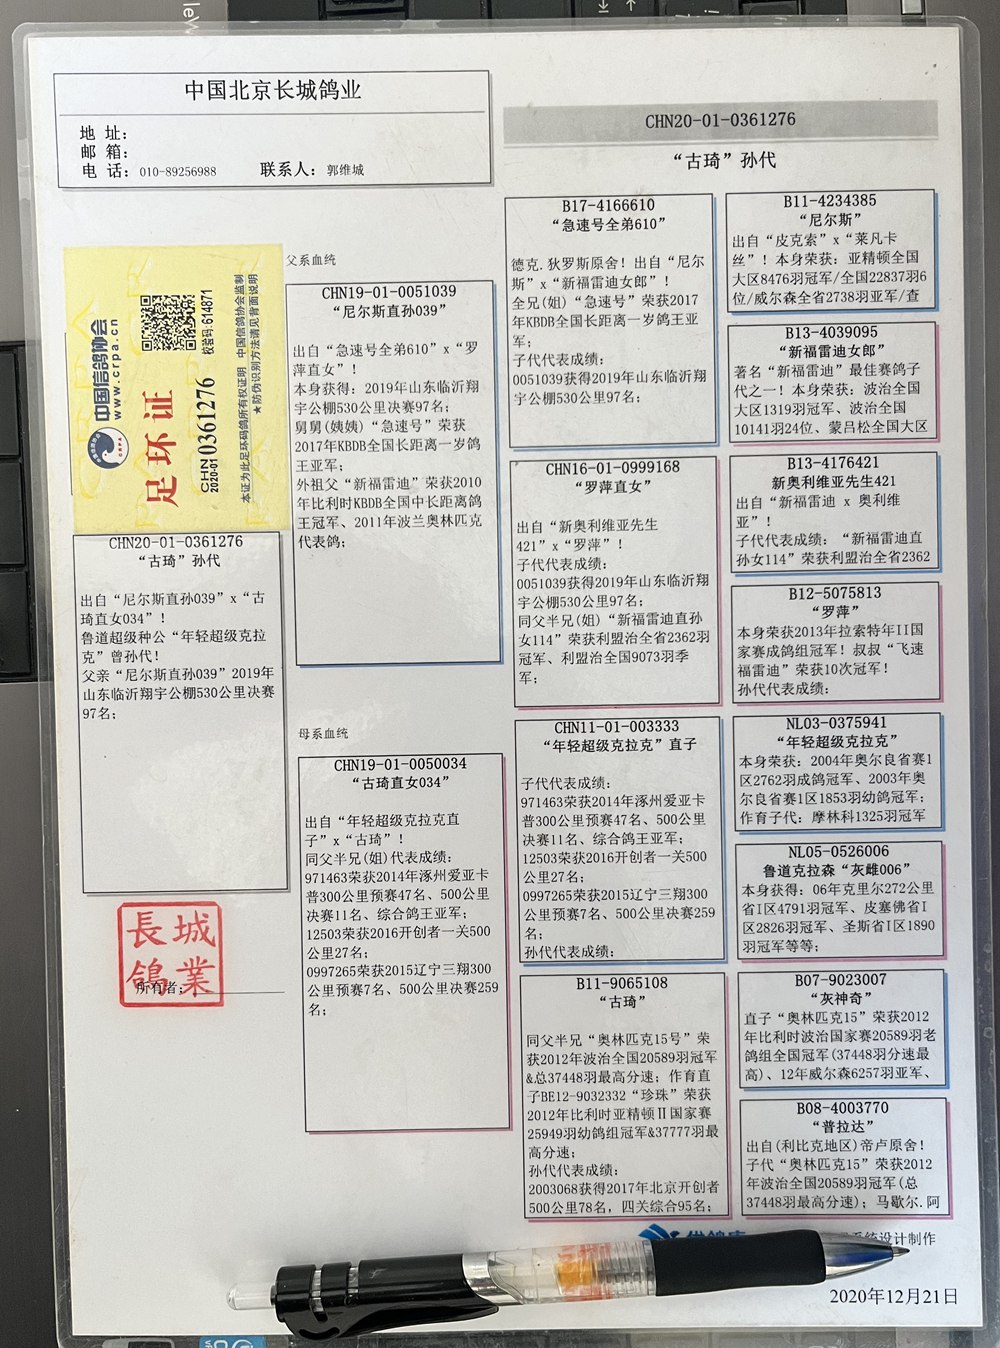 中国北京长城鸽业
地 址：
邮 箱：
电 话：010-89256988
联系人：郭维城
CHN20-01-0361276
“古琦”孙代
中国信鸽协会
www.crpa.cn
CRPA
足环证
CHN
2020-01
0361276
校验码：614871
本证为此足环码鸽所有权证明 中国信鸽协会监制
★防伪识别方法请见背面说明
CHN20-01-0361276
“古琦”孙代
出自“尼尔斯直孙039”x“古
琦直女034”！
鲁道超级种公“年轻超级克拉
克”曾孙代！
父亲“尼尔斯直孙039”2019年
山东临沂翔宇公棚530公里决赛
97名；
長城
鸽業
所有者：
父系血统
CHN19-01-0051039
“尼尔斯直孙039”
出自“急速号全弟610”x“罗
萍直女”！
本身获得：2019年山东临沂翔
宇公棚530公里决赛97名；
舅舅(姨姨)“急速号”荣获
2017年KBDB全国长距离一岁鸽
王亚军；
外祖父“新福雷迪”荣获2010
年比利时KBDB全国中长距离鸽
王冠军、2011年波兰奥林匹克
代表鸽；
母系血统
CHN19-01-0050034
“古琦直女034”
出自“年轻超级克拉克直
子”x“古琦”！
同父半兄(姐)代表成绩：
971463荣获2014年涿州爱亚卡
普300公里预赛47名、500公里
决赛11名、综合鸽王亚军；
12503荣获2016开创者一关500
公里27名；
0997265荣获2015辽宁三翔300
公里预赛7名、500公里决赛259
名；
B17-4166610
“急速号全弟610”
德克.狄罗斯原舍！出自“尼尔
斯”x“新福雷迪女郎”！
全兄(姐)“急速号”荣获2017
年KBDB全国长距离一岁鸽王亚
军；
子代代表成绩：
0051039获得2019年山东临沂翔
宇公棚530公里97名；
CHN16-01-0999168
“罗萍直女”
出自“新奥利维亚先生
421”x“罗萍”！
子代代表成绩：
0051039获得2019年山东临沂翔
宇公棚530公里97名；
同父半兄(姐)“新福雷迪直孙
女114”荣获利盟治全省2362羽
冠军、利盟治全国9073羽季
军；
CHN11-01-003333
“年轻超级克拉克”直子
子代代表成绩：
971463荣获2014年涿州爱亚卡
普300公里预赛47名、500公里
决赛11名、综合鸽王亚军；
12503荣获2016开创者一关500
公里27名；
0997265荣获2015辽宁三翔300
公里预赛7名、500公里决赛259
名；
孙代代表成绩：
B11-9065108
“古琦”
同父半兄“奥林匹克15号”荣
获2012年波治全国20589羽冠军
&总37448羽最高分速；作育直
子BE12-9032332“珍珠”荣获
2012年比利时亚精顿Ⅱ国家赛
25949羽幼鸽组冠军&37777羽最
高分速；
孙代代表成绩：
2003068获得2017年北京开创者
500公里78名，四关综合95名；
B11-4234385
“尼尔斯”
出自“皮克索”x“莱凡卡
丝”！本身荣获：亚精顿全国
大区8476羽冠军/全国22837羽6
位/威尔森全省2738羽亚军/查
B13-4039095
“新福雷迪女郎”
著名“新福雷迪”最佳赛鸽子
代之一！本身荣获：波治全国
大区1319羽冠军、波治全国
10141羽24位、蒙吕松全国大区
B13-4176421
新奥利维亚先生421
出自“新福雷迪 x 奥利维
亚”！
子代代表成绩：“新福雷迪直
孙女114”荣获利盟治全省2362
B12-5075813
“罗萍”
本身荣获2013年拉索特年II国
家赛成鸽组冠军！叔叔“飞速
福雷迪”荣获10次冠军！
孙代代表成绩：
NL03-0375941
“年轻超级克拉克”
本身荣获：2004年奥尔良省赛1
区2762羽成鸽冠军、2003年奥
尔良省赛1区1853羽幼鸽冠军；
作育子代：摩林科1325羽冠军
NL05-0526006
鲁道克拉森“灰雌006”
本身获得：06年克里尔272公里
省I区4791羽冠军、皮塞佛省I
区2826羽冠军、圣斯省I区1890
羽冠军等等；
B07-9023007
“灰神奇”
直子“奥林匹克15”荣获2012
年比利时波治国家赛20589羽老
鸽组全国冠军(37448羽分速最
高)、12年威尔森6257羽亚军、
B08-4003770
“普拉达”
出自(利比克地区)帝卢原舍！
子代“奥林匹克15”荣获2012
年波治全国20589羽冠军(总
37448羽最高分速)；马歇尔.阿
系统设计制作
2020年12月21日